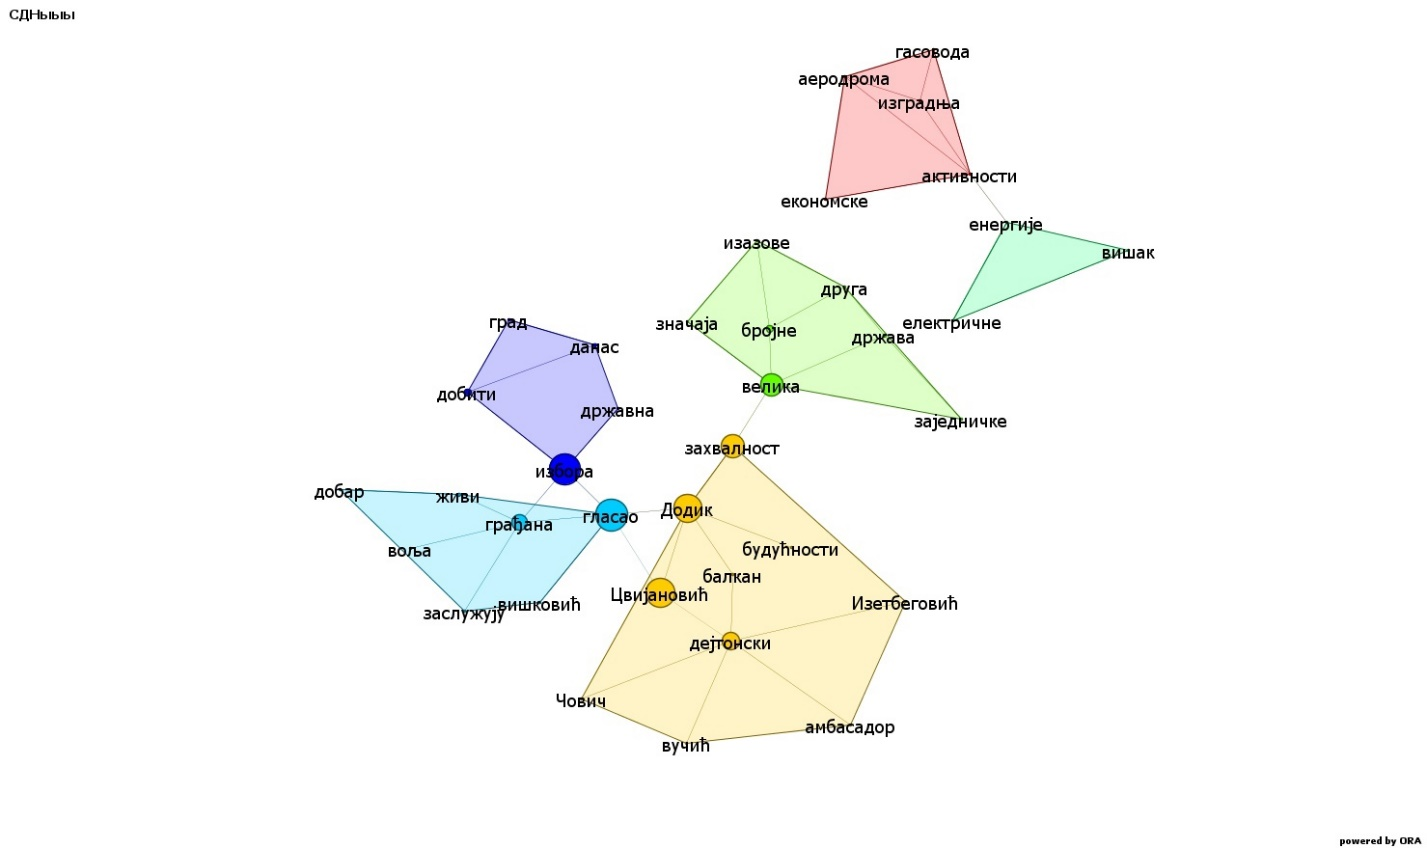 СДНыыы
гасовода
аеродрома
изградња
активности
економске
енергије
изазове
вишак
друга
град
значаја
бројне
електричне
држава
данас
велика
добити
државна
заједничке
захвалност
избора
добар
живи
Додик
гласао
грађана
воља
будућности
балкан
Цвијановић
Изетбеговић
вишковић
заслужују
дејтонски
Чович
амбасадор
вучић
powered by ORA